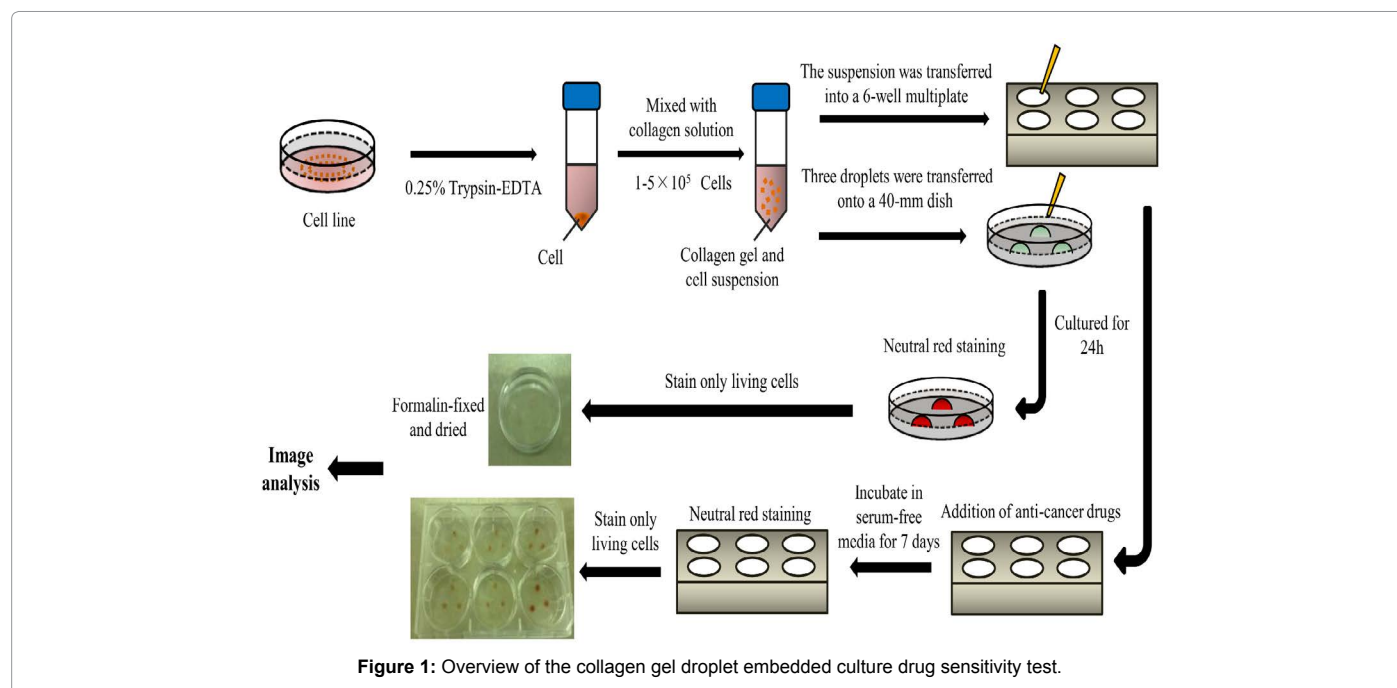 The suspension was transferred
into a 6-well multiplate
Mixed with
collagen solution
0.25% Trypsin-EDTA
1-5×10⁵ Cells
Three droplets were transferred
onto a 40-mm dish
Cell line
Cell
Collagen gel and
cell suspension
Cultured for
24h
Neutral red staining
Stain only living cells
Formalin-fixed
and dried
Image
analysis
Addition of anti-cancer drugs
Incubate in
serum-free
media for 7 days
Neutral red staining
Stain only
living cells
Figure 1: Overview of the collagen gel droplet embedded culture drug sensitivity test.